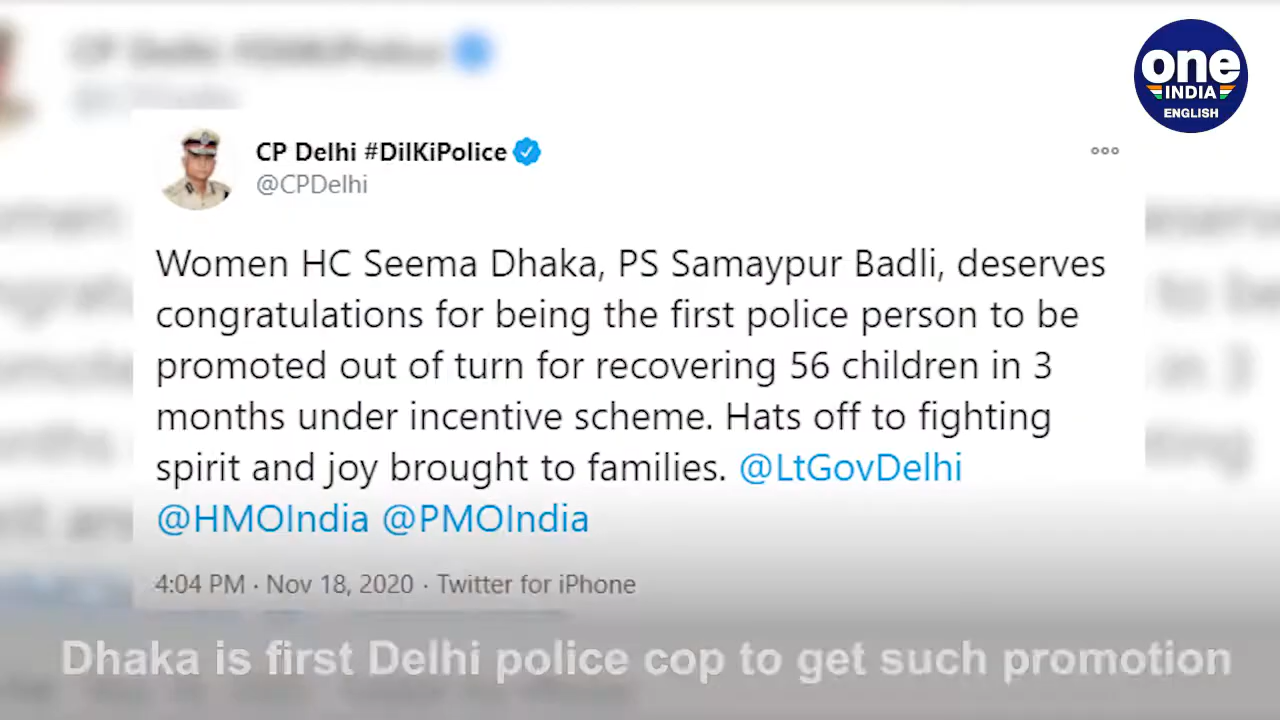 one
INDIA
ENGLISH
CP Delhi #DilKiPolice
@CPDelhi
Women HC Seema Dhaka, PS Samaypur Badli, deserves
congratulations for being the first police person to be
promoted out of turn for recovering 56 children in 3
months under incentive scheme. Hats off to fighting
spirit and joy brought to families. @LtGovDelhi
@HMOIndia @PMOIndia
4:04 PM · Nov 18, 2020 · Twitter for iPhone
Dhaka is first Delhi police cop to get such promotion